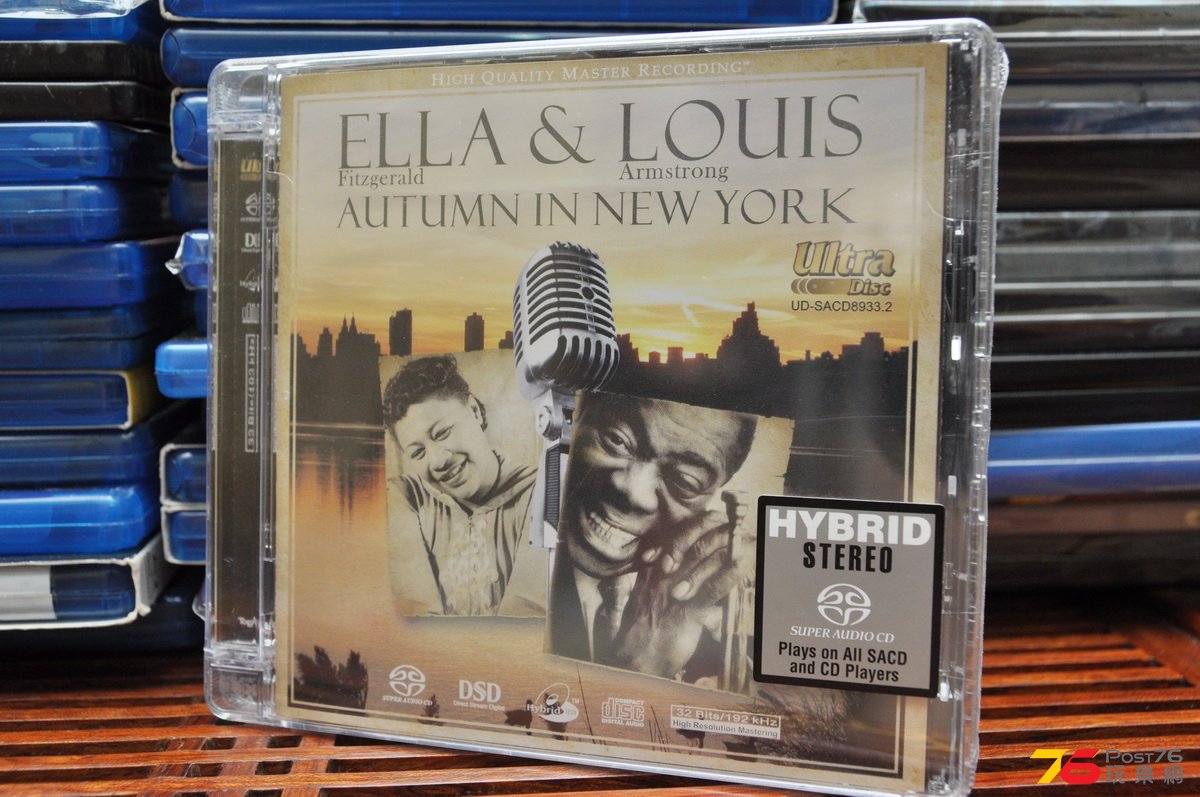 HIGH QUALITY MASTER RECORDING
ELLA & LOUIS
Fitzgerald Armstrong
AUTUMN IN NEW YORK
Ultra
Disc
UD-SACD8933.2
HYBRID
STEREO
SUPER AUDIO CD
Plays on All SACD
and CD Players
SUPER AUDIO CD
DSD
Direct Stream Digital
Hybrid
COMPACT
disc
DIGITAL AUDIO
32 Bits/192 kHz
High Resolution Mastering
76 Post76
玩樂網